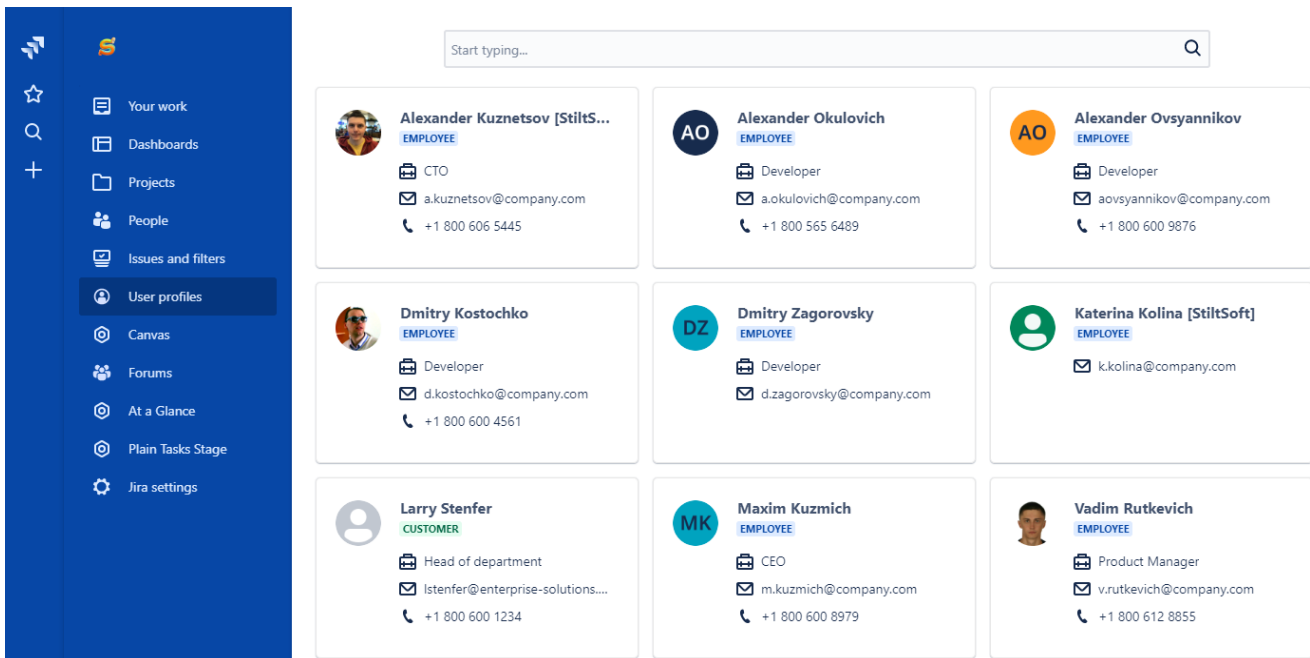 S
Start typing...
Your work
Dashboards
Projects
People
Issues and filters
User profiles
Canvas
Forums
At a Glance
Plain Tasks Stage
Jira settings
Alexander Kuznetsov [StiltS...
EMPLOYEE
CTO
a.kuznetsov@company.com
+1 800 606 5445
AO
Alexander Okulovich
EMPLOYEE
Developer
a.okulovich@company.com
+1 800 565 6489
AO
Alexander Ovsyannikov
EMPLOYEE
Developer
aovsyannikov@company.com
+1 800 600 9876
Dmitry Kostochko
EMPLOYEE
Developer
d.kostochko@company.com
+1 800 600 4561
DZ
Dmitry Zagorovsky
EMPLOYEE
Developer
d.zagorovsky@company.com
Katerina Kolina [StiltSoft]
EMPLOYEE
k.kolina@company.com
Larry Stenfer
CUSTOMER
Head of department
lstenfer@enterprise-solutions....
+1 800 600 1234
MK
Maxim Kuzmich
EMPLOYEE
CEO
m.kuzmich@company.com
+1 800 600 8979
Vadim Rutkevich
EMPLOYEE
Product Manager
v.rutkevich@company.com
+1 800 612 8855